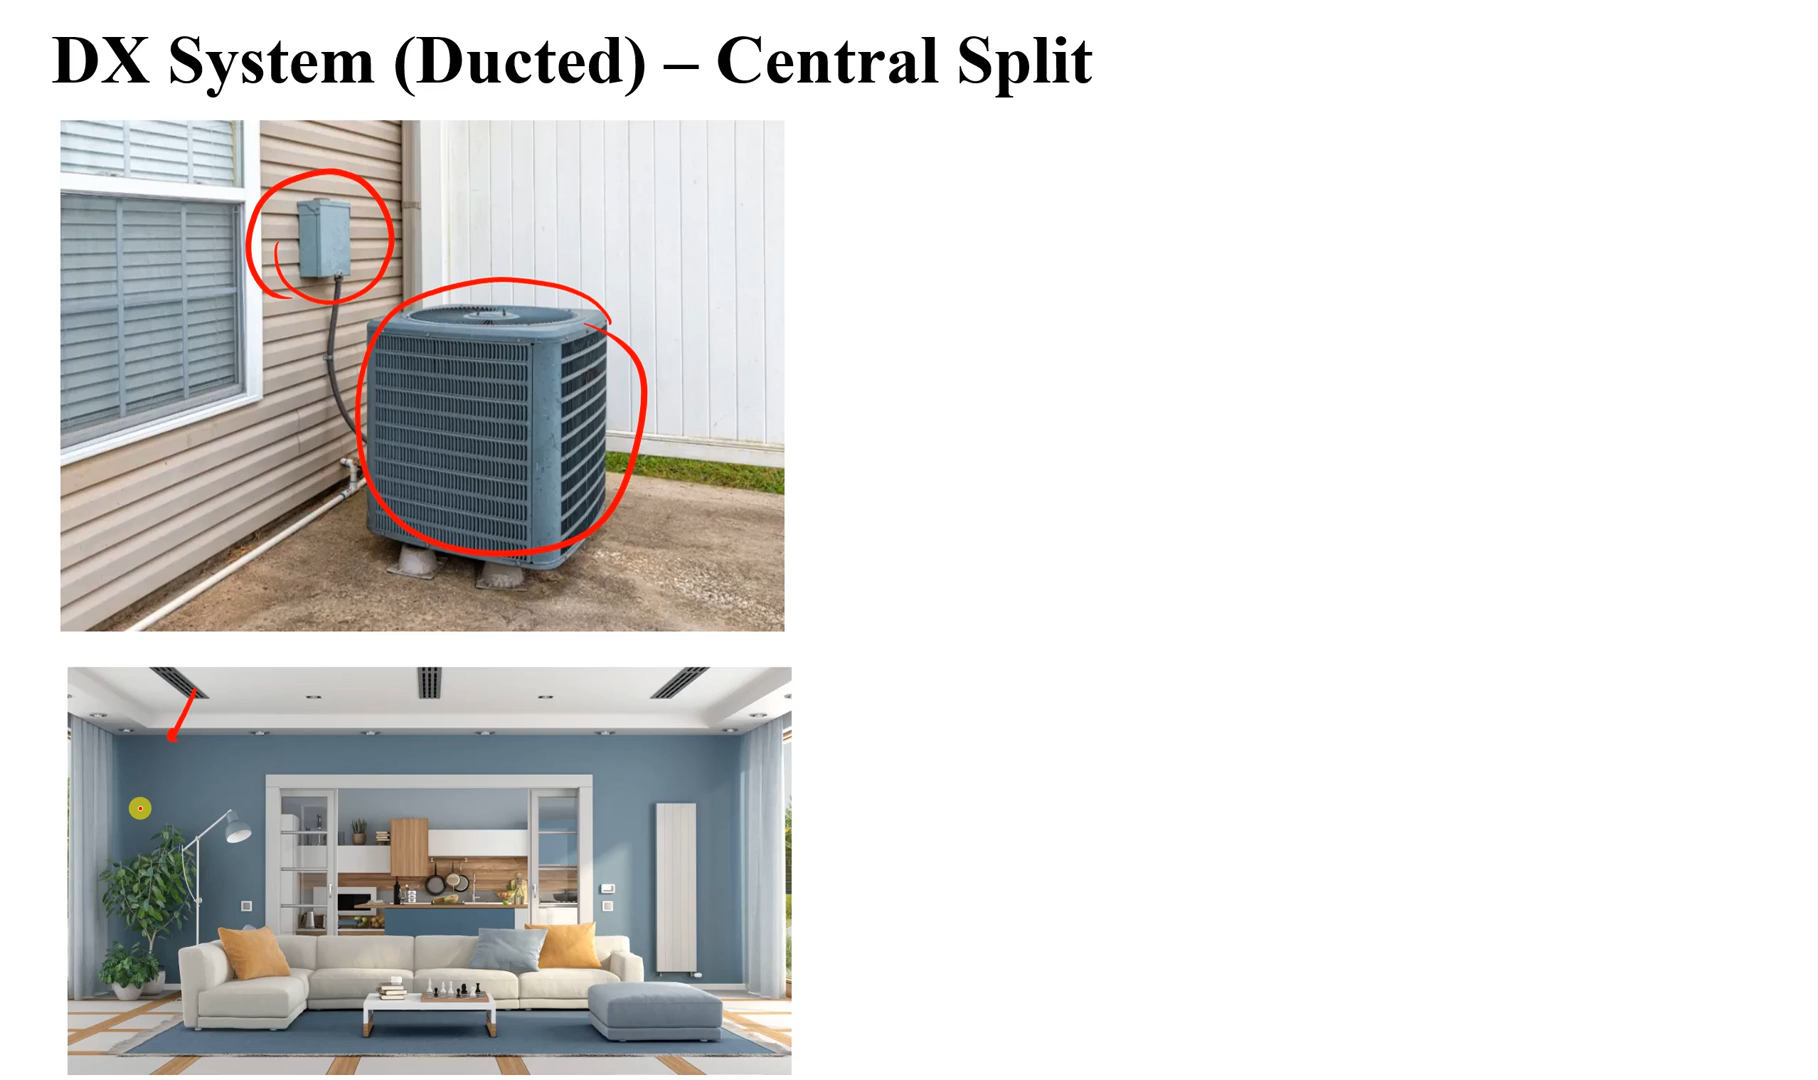 DX System (Ducted) – Central Split